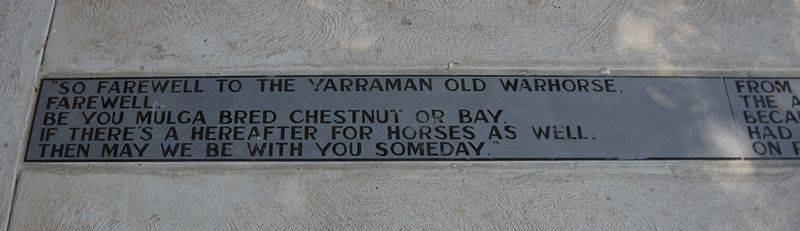 "SO FAREWELL TO THE YARRAMAN OLD WARHORSE.
FAREWELL.
BE YOU MULGA BRED CHESTNUT OR BAY.
IF THERE'S A HEREAFTER FOR HORSES AS WELL.
THEN MAY WE BE WITH YOU SOMEDAY."
FROM
THE A
BECA
HAD
ON